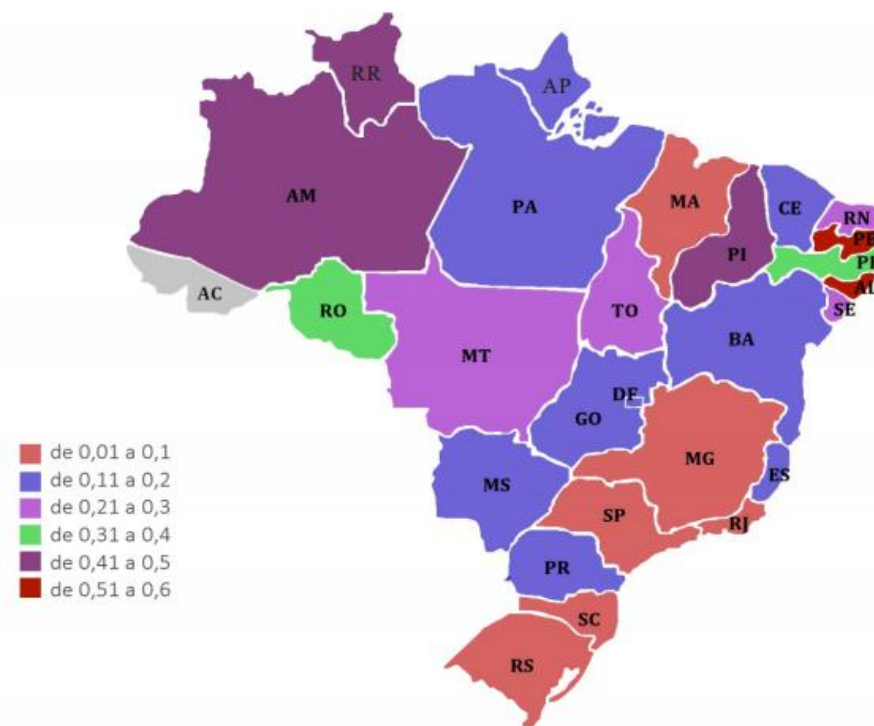 RR
AP
AM
PA
MA
CE
RN
PI
AC
RO
TO
SE
MT
BA
DF
GO
MG
ES
MS
SP
RJ
PR
SC
RS
de 0,01 a 0,1
de 0,11 a 0,2
de 0,21 a 0,3
de 0,31 a 0,4
de 0,41 a 0,5
de 0,51 a 0,6